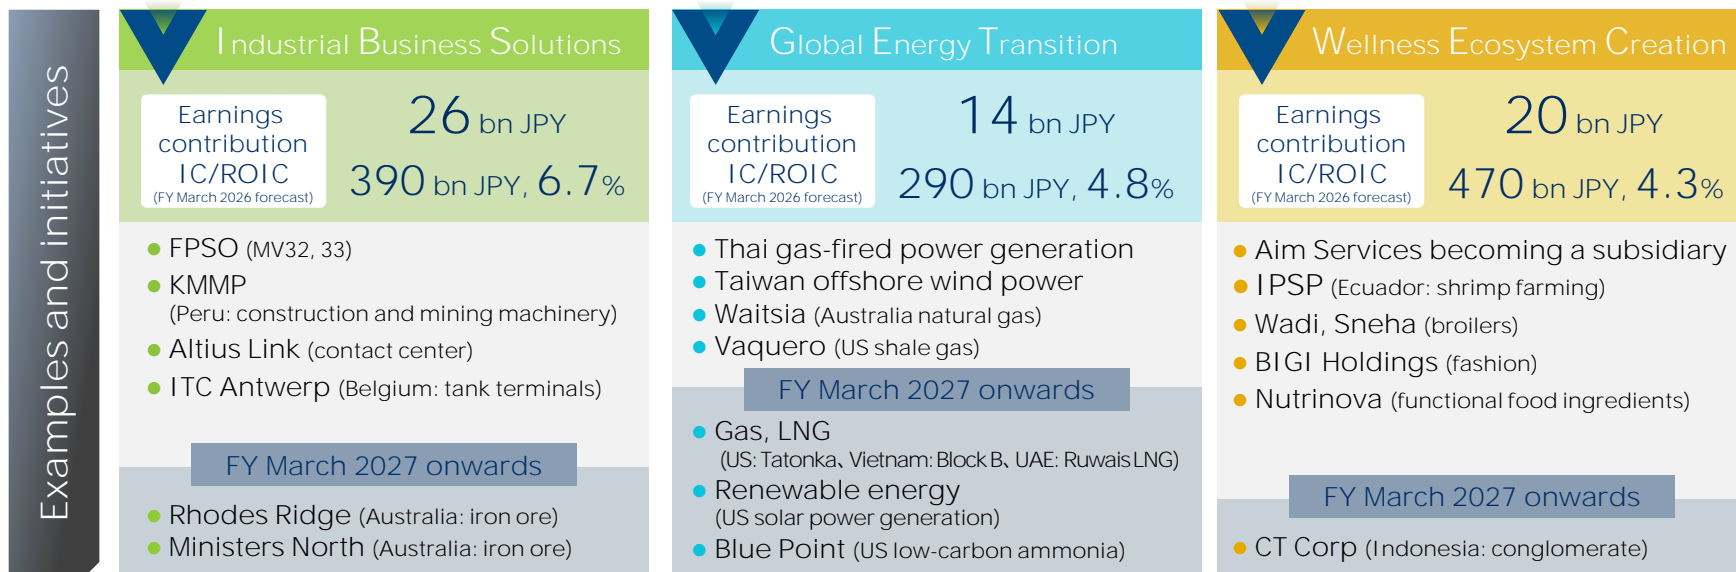 Examples and initiatives
Industrial Business Solutions
Earnings
contribution
IC/ROIC
(FY March 2026 forecast)
26 bn JPY
390 bn JPY, 6.7%
FPSO (MV32, 33)
KMMP
(Peru: construction and mining machinery)
Altius Link (contact center)
ITC Antwerp (Belgium: tank terminals)
FY March 2027 onwards
Rhodes Ridge (Australia: iron ore)
Ministers North (Australia: iron ore)
Global Energy Transition
Earnings
contribution
IC/ROIC
(FY March 2026 forecast)
14 bn JPY
290 bn JPY, 4.8%
Thai gas-fired power generation
Taiwan offshore wind power
Waitsia (Australia natural gas)
Vaquero (US shale gas)
FY March 2027 onwards
Gas, LNG
(US: Tatonka、Vietnam: Block B、UAE: Ruwais LNG)
Renewable energy
(US solar power generation)
Blue Point (US low-carbon ammonia)
Wellness Ecosystem Creation
Earnings
contribution
IC/ROIC
(FY March 2026 forecast)
20 bn JPY
470 bn JPY, 4.3%
Aim Services becoming a subsidiary
IPSP (Ecuador: shrimp farming)
Wadi, Sneha (broilers)
BIGI Holdings (fashion)
Nutrinova (functional food ingredients)
FY March 2027 onwards
CT Corp (Indonesia: conglomerate)